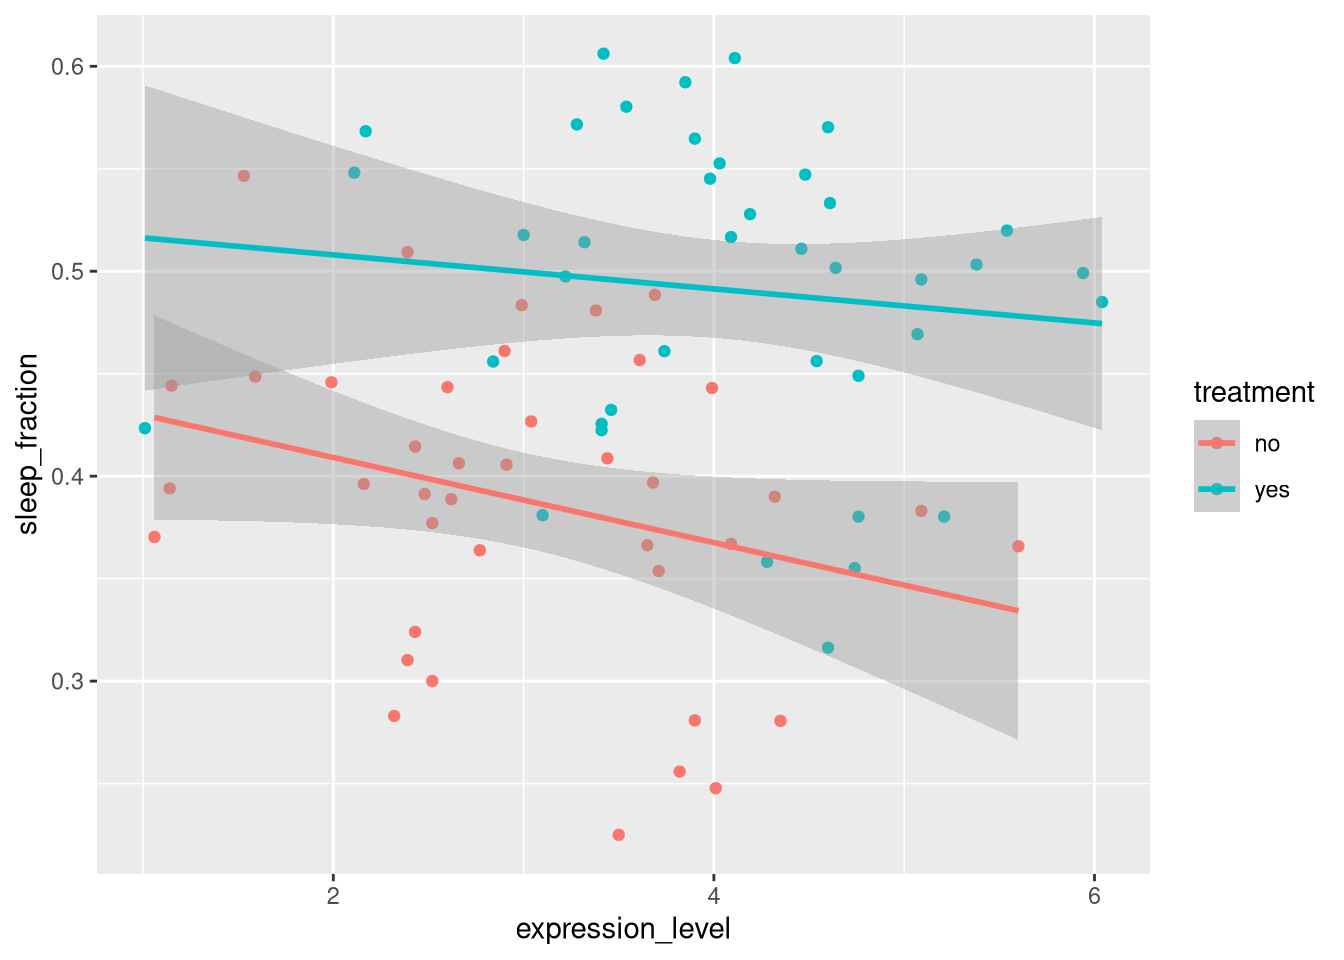 0.6
0.5
0.4
0.3
sleep_fraction
2 4 6
expression_level
treatment
no
yes